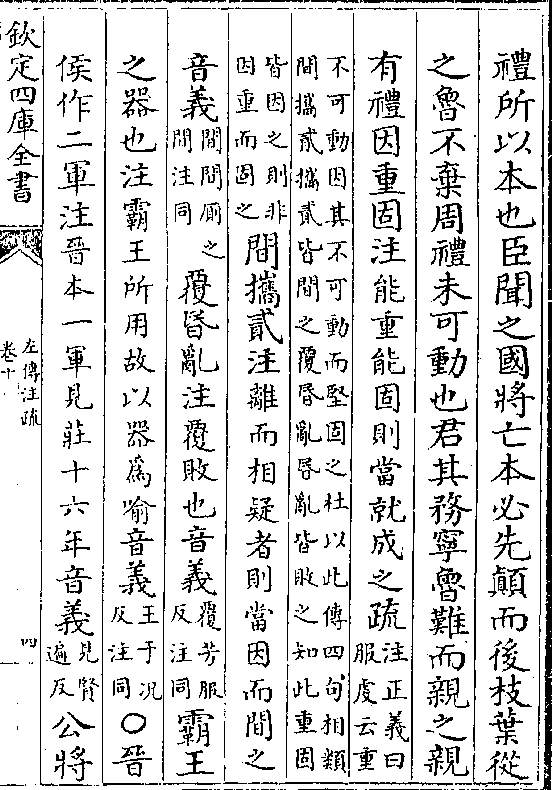 禮所以本也臣聞之國將亡本必先顛而後枝葉從
之魯不棄周禮未可動也君其務寧魯難而親之親
有禮因重固注能重能固則當就成之疏注正義曰
服虔云重
不可動因其不可動而堅固之杜以此傳四句相類
間攜貳攜貳皆間之覆昬亂昬亂皆敗之知此重固
皆因之則非
因重而固之
間攜貳注離而相疑者則當因而間之
音義間間厠之
間注同
覆昬亂注覆敗也音義覆芳服
反注同
霸王
之器也注霸王所用故以器為喻音義王于况
反注同
○晉
侯作二軍注晉本一軍見莊十六年音義見賢
遍反
公將
欽定四庫全書
左傳注疏
卷十
四